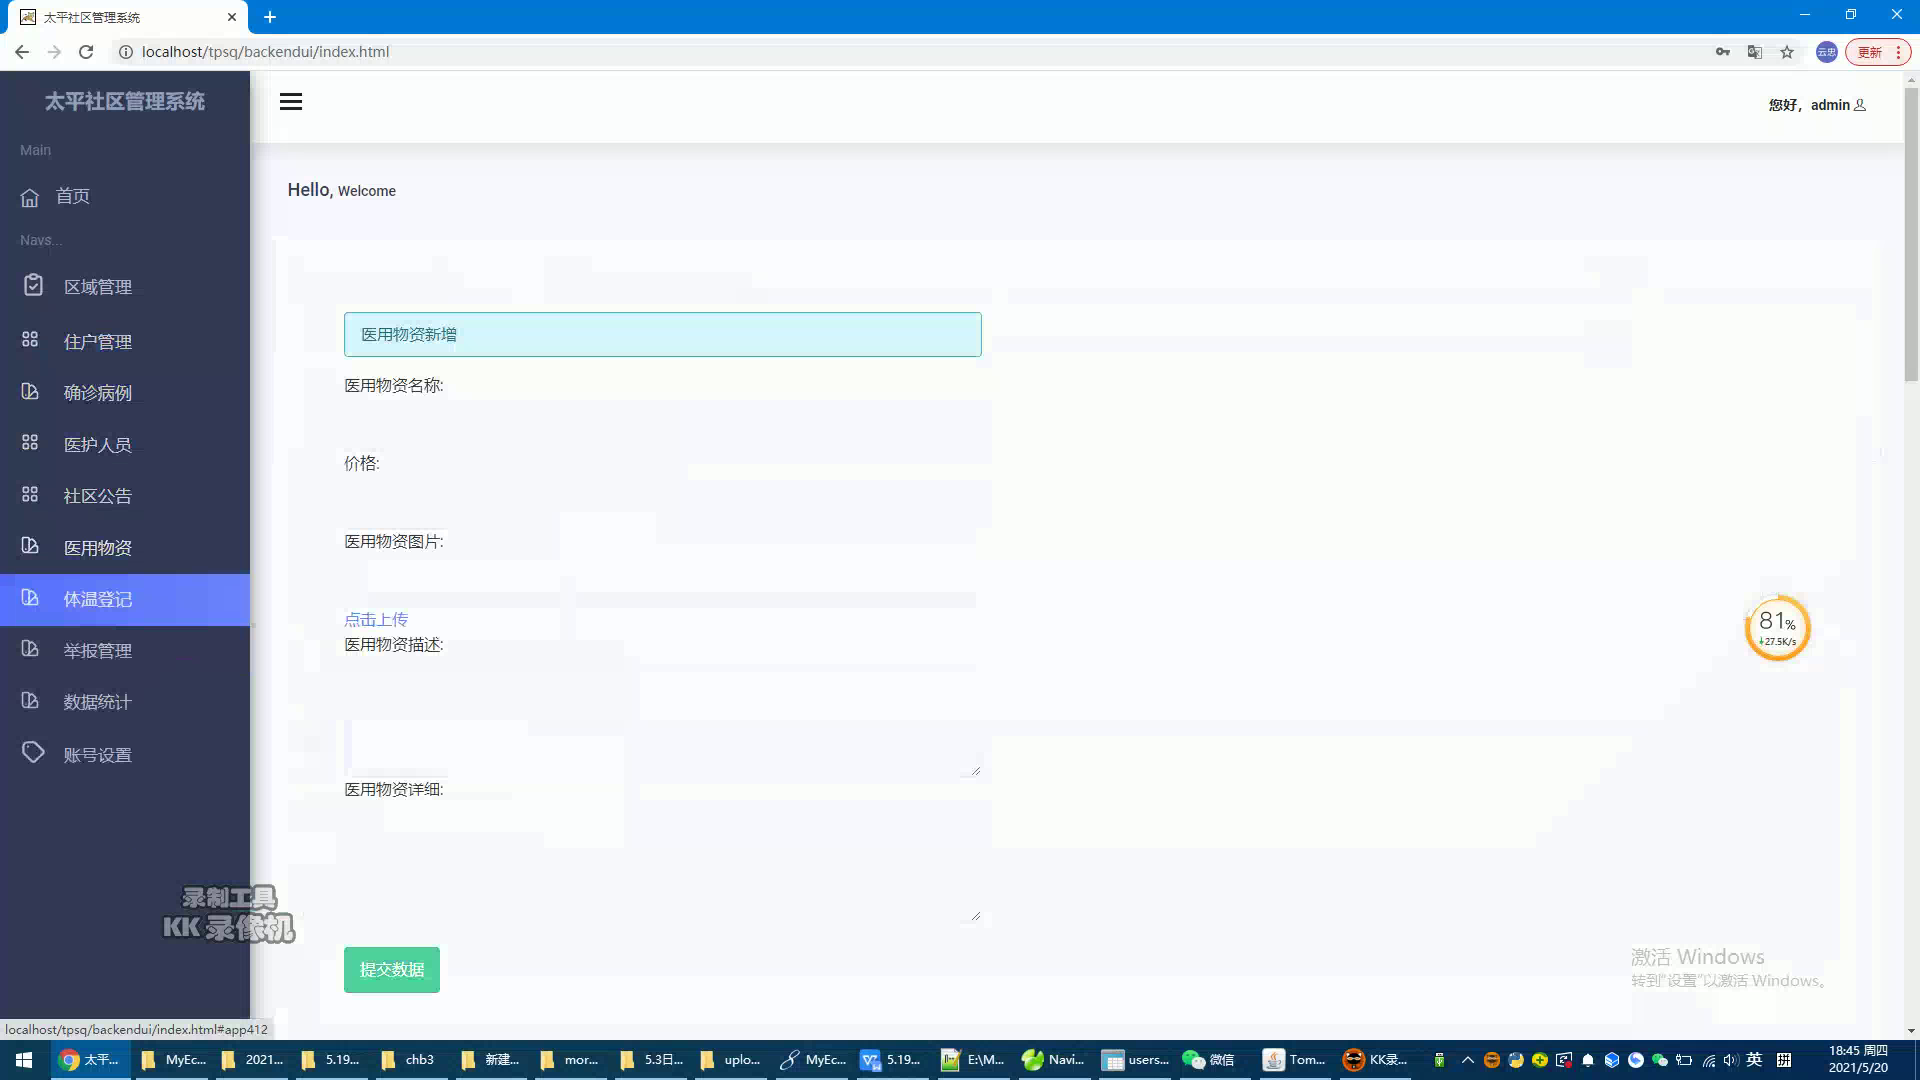 太平社区管理系统
localhost/tpsq/backendui/index.html
云忠
更新
太平社区管理系统
您好，admin
Main
首页
Hello, Welcome
Navs...
区域管理
住户管理
确诊病例
医护人员
社区公告
医用物资
体温登记
举报管理
数据统计
账号设置
医用物资新增
医用物资名称:
价格:
医用物资图片:
点击上传
医用物资描述:
医用物资详细:
提交数据
81%
↓27.5K/s
录制工具
KK 录像机
激活 Windows
转到"设置"以激活 Windows。
localhost/tpsq/backendui/index.html#app412
太平...
MyEc...
2021...
5.19...
chb3
新建...
mor...
5.3日...
uplo...
MyEc...
5.19...
E:\M...
Navi...
users...
微信
Tom...
KK录...
英
拼
18:45 周四
2021/5/20